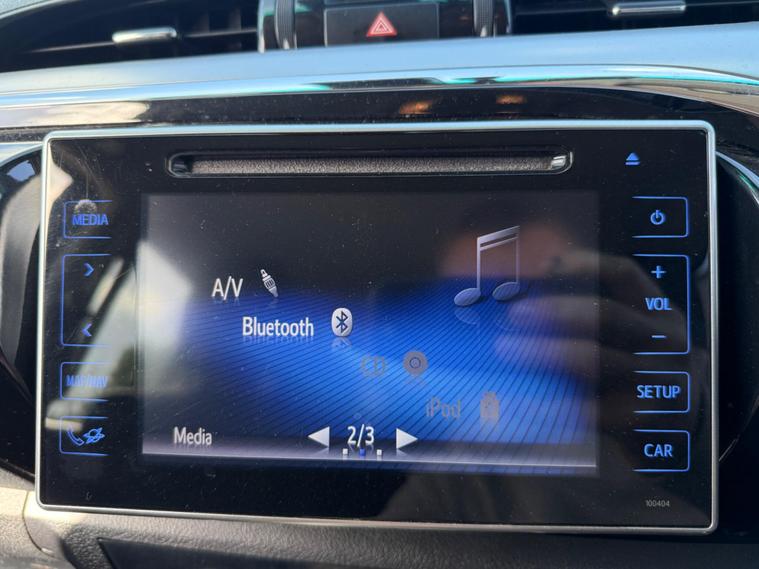 MEDIA
MAP/NAV
A/V
Bluetooth
CD
iPod
Media
2/3
+
VOL
−
SETUP
CAR
100404